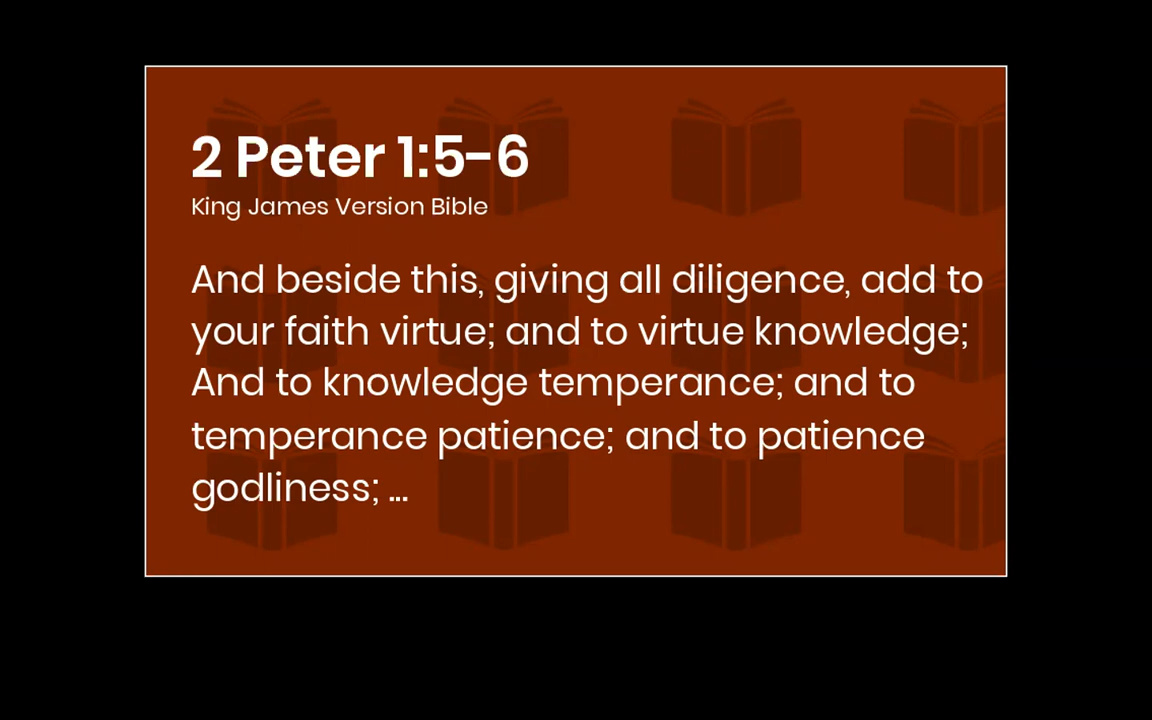 2 Peter 1:5-6
King James Version Bible
And beside this, giving all diligence, add to
your faith virtue; and to virtue knowledge;
And to knowledge temperance; and to
temperance patience; and to patience
godliness; ...